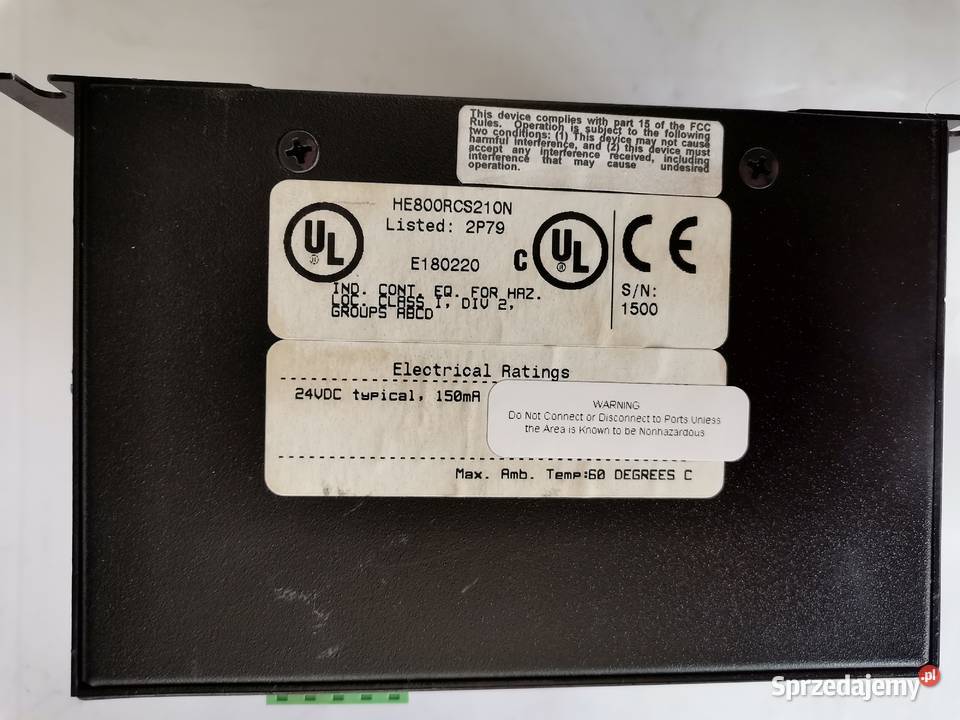 This device complies with part 15 of the FCC
Rules. Operation is subject to the following
two conditions: (1) This device may not cause
harmful interference, and (2) this device must
accept any interference received, including
interference that may cause undesired
operation.
HE800RCS210N
Listed: 2P79
UL
E180220
C UL
CE
IND. CONT. EQ. FOR HAZ.
LOC. CLASS I, DIV 2,
GROUPS ABCD
S/N:
1500
Electrical Ratings
24VDC typical, 150mA
WARNING
Do Not Connect or Disconnect to Ports Unless
the Area is Known to be Nonhazardous
Max. Amb. Temp:60 DEGREES C
Sprzedajemy.pl